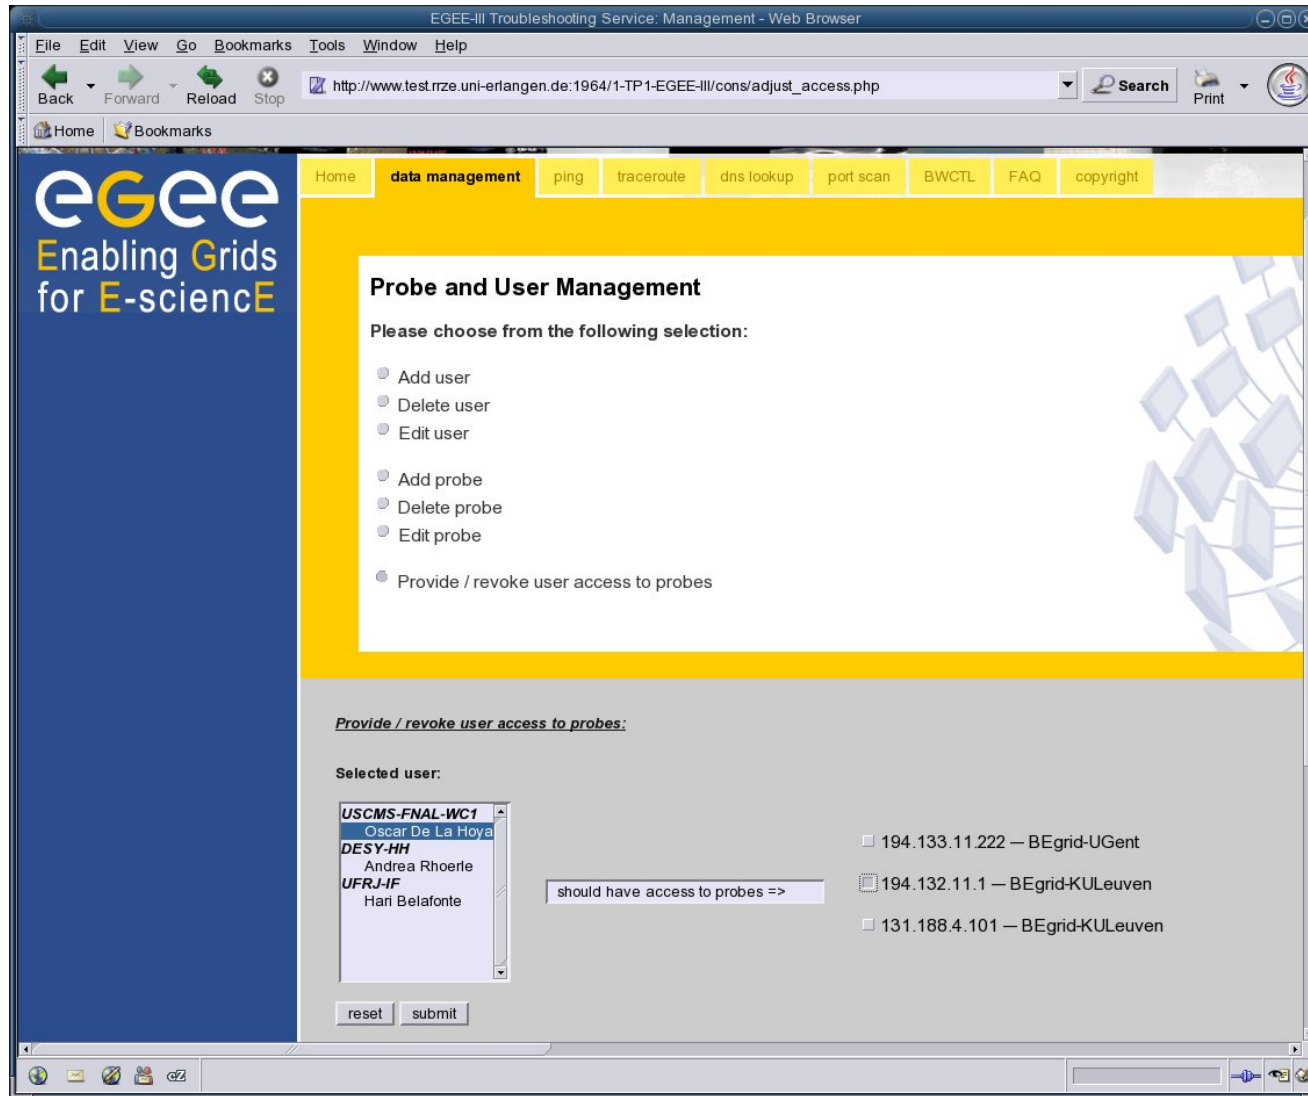 EGEE-III Troubleshooting Service: Management - Web Browser
File Edit View Go Bookmarks Tools Window Help
Back Forward Reload Stop http://www.test.rrze.uni-erlangen.de:1964/1-TP1-EGEE-III/cons/adjust_access.php Search Print
Home Bookmarks
egee
Enabling Grids
for E-sciencE
Home data management ping traceroute dns lookup port scan BWCTL FAQ copyright
Probe and User Management
Please choose from the following selection:
Add user
Delete user
Edit user
Add probe
Delete probe
Edit probe
Provide / revoke user access to probes
Provide / revoke user access to probes:
Selected user:
USCMS-FNAL-WC1
Oscar De La Hoya
DESY-HH
Andrea Rhoerle
UFRJ-IF
Hari Belafonte
should have access to probes =>
194.133.11.222 — BEgrid-UGent
194.132.11.1 — BEgrid-KULeuven
131.188.4.101 — BEgrid-KULeuven
reset submit